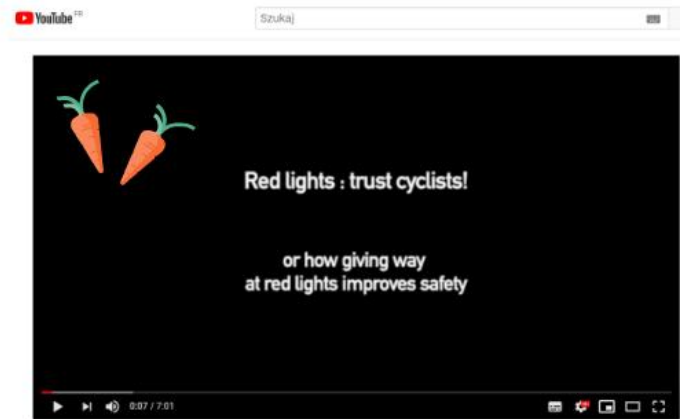 YouTube FR
Szukaj
Red lights : trust cyclists!
or how giving way
at red lights improves safety
0:07 / 7:01